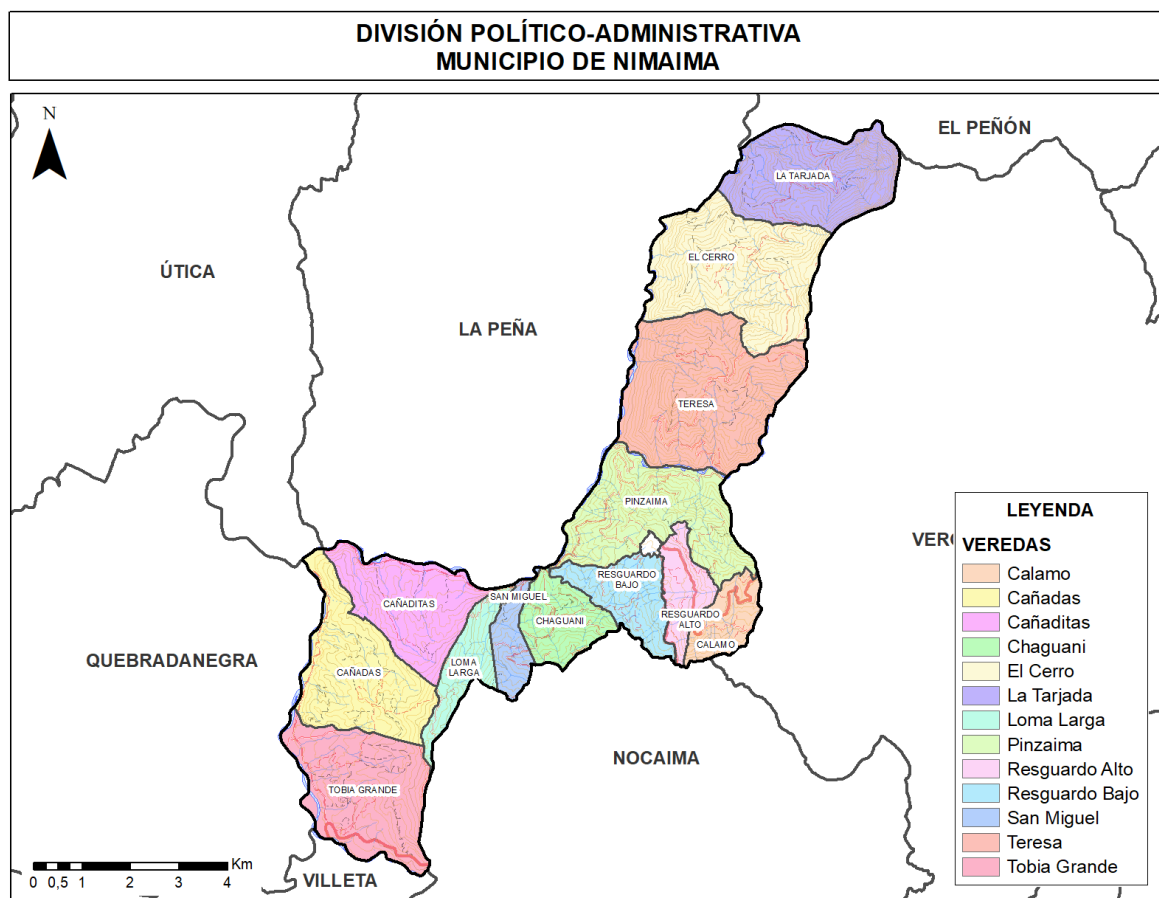 DIVISIÓN POLÍTICO-ADMINISTRATIVA
MUNICIPIO DE NIMAIMA
N
EL PEÑÓN
LA TARJADA
ÚTICA
EL CERRO
LA PEÑA
TERESA
PINZAIMA
VER
RESGUARDO
BAJO
SAN MIGUEL
CAÑADITAS
CHAGUANI
RESGUARDO
ALTO
CALAMO
QUEBRADANEGRA
CAÑADAS
LOMA
LARGA
NOCAIMA
TOBIA GRANDE
VILLETA
Km
0 0,5 1 2 3 4
LEYENDA
VEREDAS
Calamo
Cañadas
Cañaditas
Chaguani
El Cerro
La Tarjada
Loma Larga
Pinzaima
Resguardo Alto
Resguardo Bajo
San Miguel
Teresa
Tobia Grande